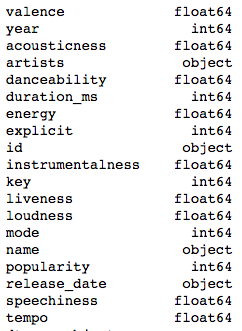 valence float64
year int64
acousticness float64
artists object
danceability float64
duration_ms int64
energy float64
explicit int64
id object
instrumentalness float64
key int64
liveness float64
loudness float64
mode int64
name object
popularity int64
release_date object
speechiness float64
tempo float64